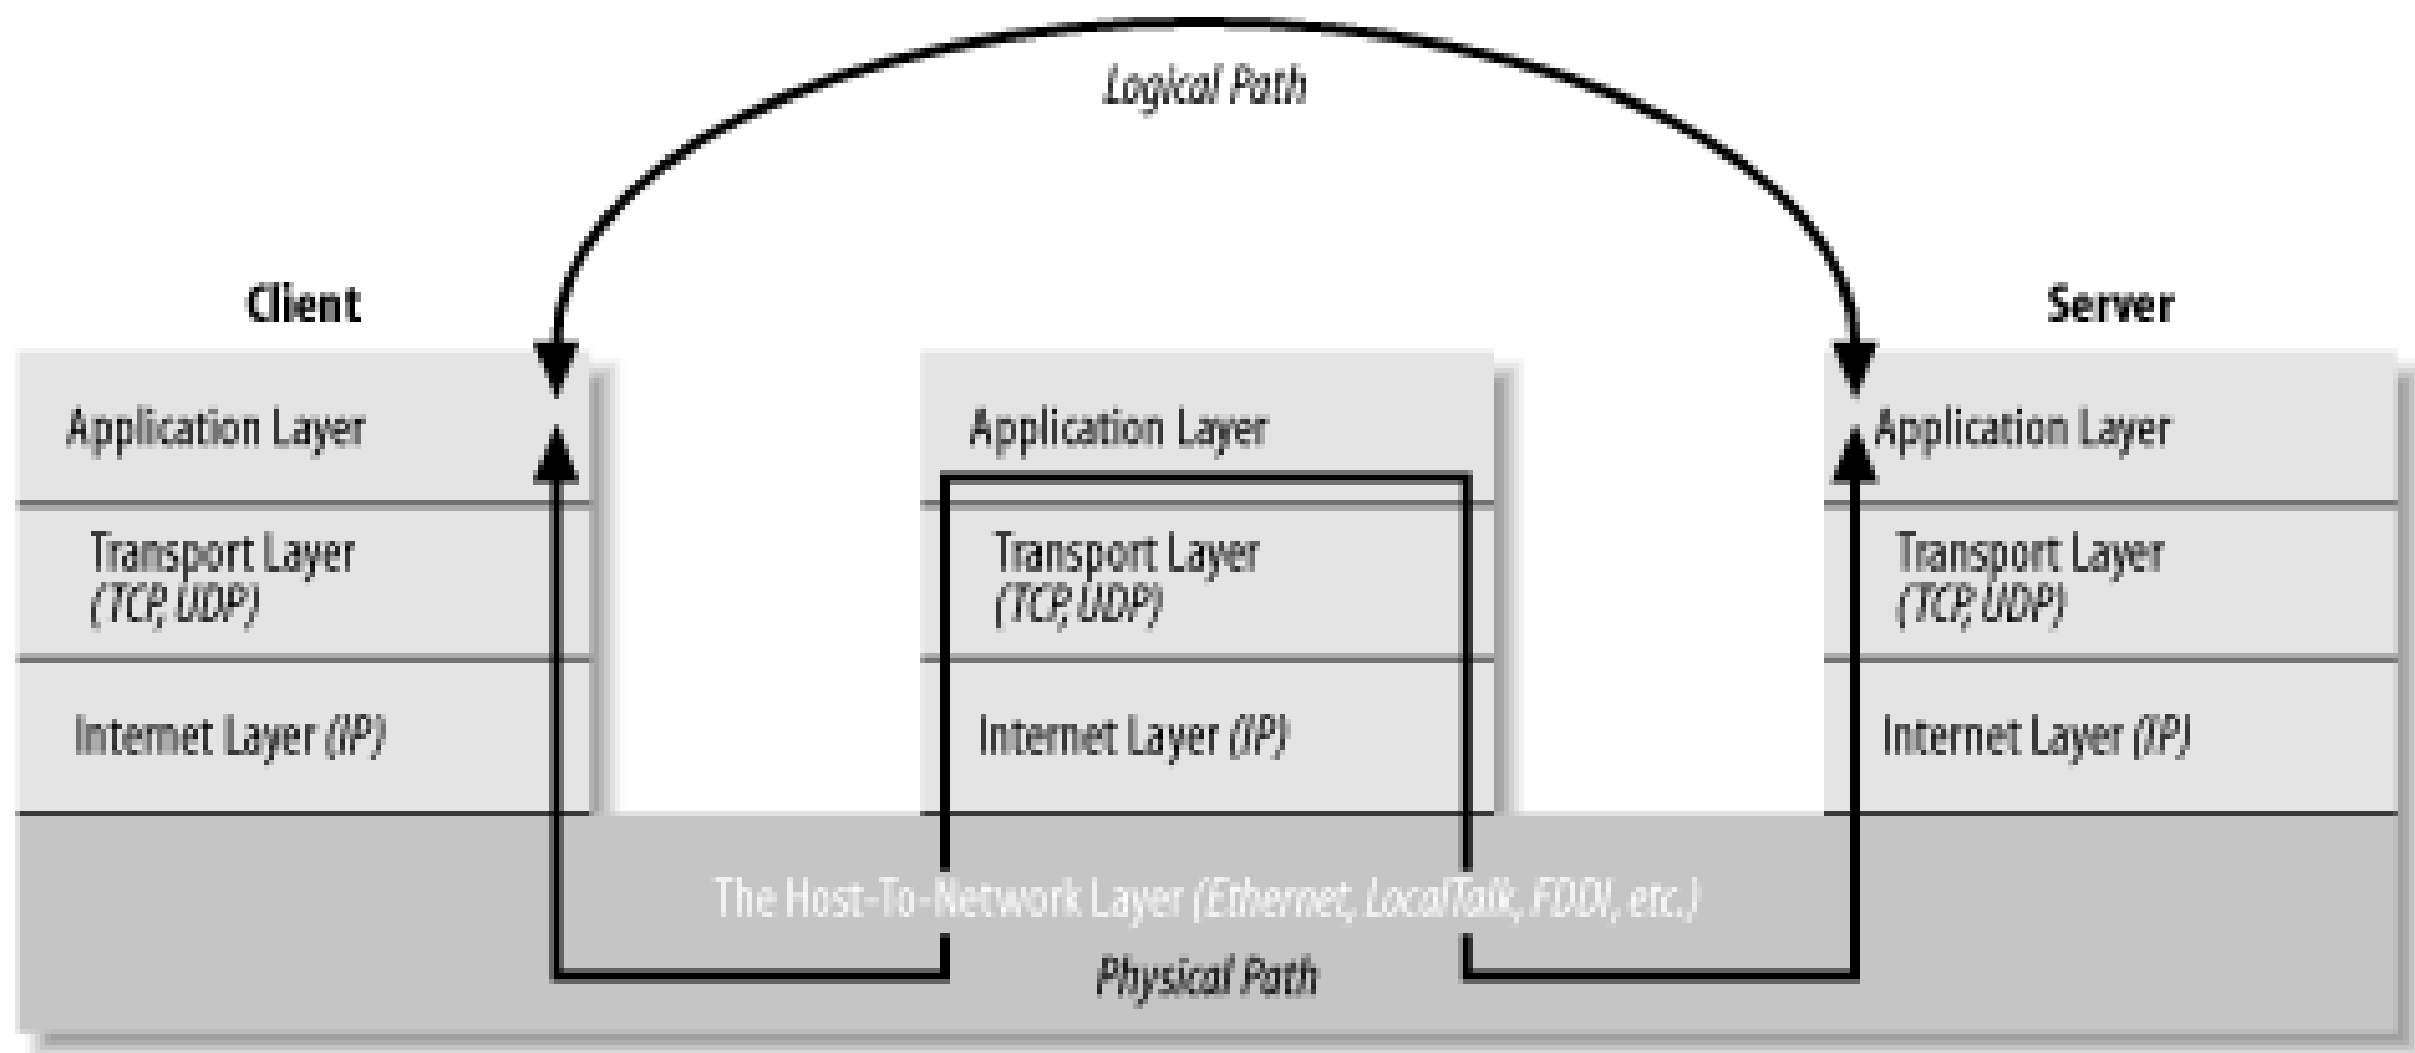 Logical Path
Client
Server
Application Layer
Application Layer
Application Layer
Transport Layer
(TCP, UDP)
Transport Layer
(TCP, UDP)
Transport Layer
(TCP, UDP)
Internet Layer (IP)
Internet Layer (IP)
Internet Layer (IP)
The Host-To-Network Layer (Ethernet, LocalTalk, FDDI, etc.)
Physical Path